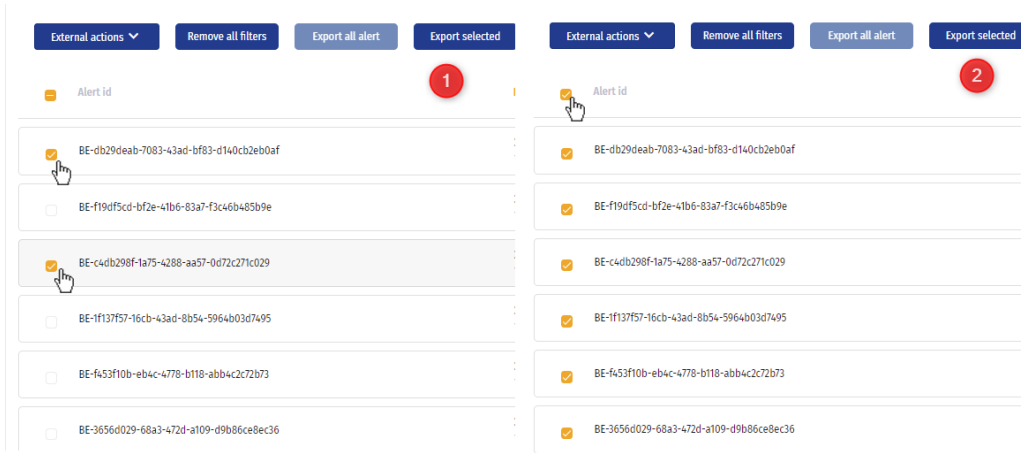 External actions Remove all filters Export all alert Export selected
1
Alert id
BE-db29deab-7083-43ad-bf83-d140cb2eb0af
BE-f19df5cd-bf2e-41b6-83a7-f3c46b485b9e
BE-c4db298f-1a75-4288-aa57-0d72c271c029
BE-1f137f57-16cb-43ad-8b54-5964b03d7495
BE-f453f10b-eb4c-4778-b118-abb4c2c72b73
BE-3656d029-68a3-472d-a109-d9b86ce8ec36
External actions Remove all filters Export all alert Export selected
2
Alert id
BE-db29deab-7083-43ad-bf83-d140cb2eb0af
BE-f19df5cd-bf2e-41b6-83a7-f3c46b485b9e
BE-c4db298f-1a75-4288-aa57-0d72c271c029
BE-1f137f57-16cb-43ad-8b54-5964b03d7495
BE-f453f10b-eb4c-4778-b118-abb4c2c72b73
BE-3656d029-68a3-472d-a109-d9b86ce8ec36